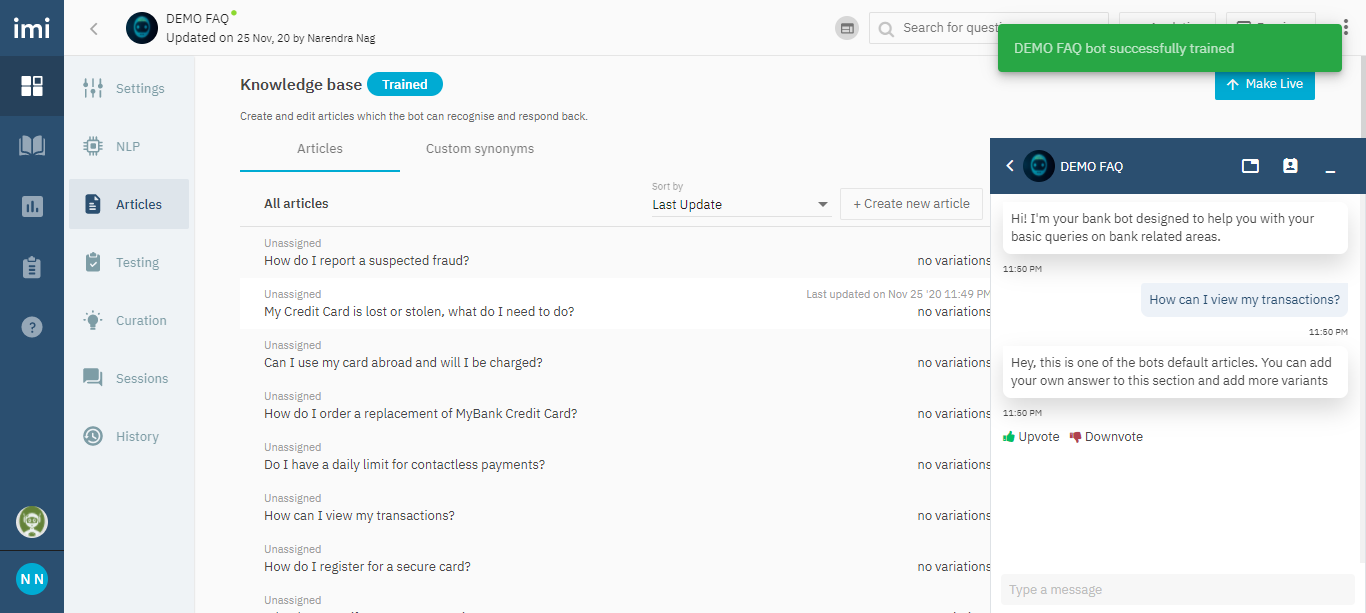 imi
DEMO FAQ
Updated on 25 Nov, 20 by Narendra Nag
Search for quest
DEMO FAQ bot successfully trained
Settings
NLP
Articles
Testing
Curation
Sessions
History
N N
Knowledge base
Trained
Make Live
Create and edit articles which the bot can recognise and respond back.
Articles
Custom synonyms
All articles
Sort by
Last Update
+ Create new article
Unassigned
How do I report a suspected fraud?
no variations
Unassigned
Last updated on Nov 25 '20 11:49 PM
My Credit Card is lost or stolen, what do I need to do?
no variations
Unassigned
Can I use my card abroad and will I be charged?
no variations
Unassigned
How do I order a replacement of MyBank Credit Card?
no variations
Unassigned
Do I have a daily limit for contactless payments?
no variations
Unassigned
How can I view my transactions?
no variations
Unassigned
How do I register for a secure card?
no variations
Unassigned
DEMO FAQ
Hi! I'm your bank bot designed to help you with your
basic queries on bank related areas.
11:50 PM
How can I view my transactions?
11:50 PM
Hey, this is one of the bots default articles. You can add
your own answer to this section and add more variants
11:50 PM
Upvote
Downvote
Type a message